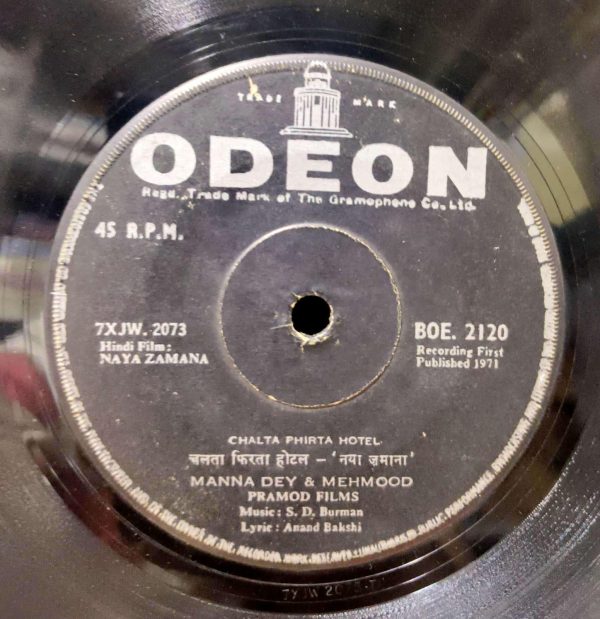 TRADE MARK
ODEON
Regd. Trade Mark of The Gramophone Co., Ltd.
45 R.P.M.
7XJW. 2073
Hindi Film:
NAYA ZAMANA
BOE. 2120
Recording First
Published 1971
CHALTA PHIRTA HOTEL
चलता फिरता होटल – 'नया ज़माना'
MANNA DEY & MEHMOOD
PRAMOD FILMS
Music: S. D. Burman
Lyric: Anand Bakshi